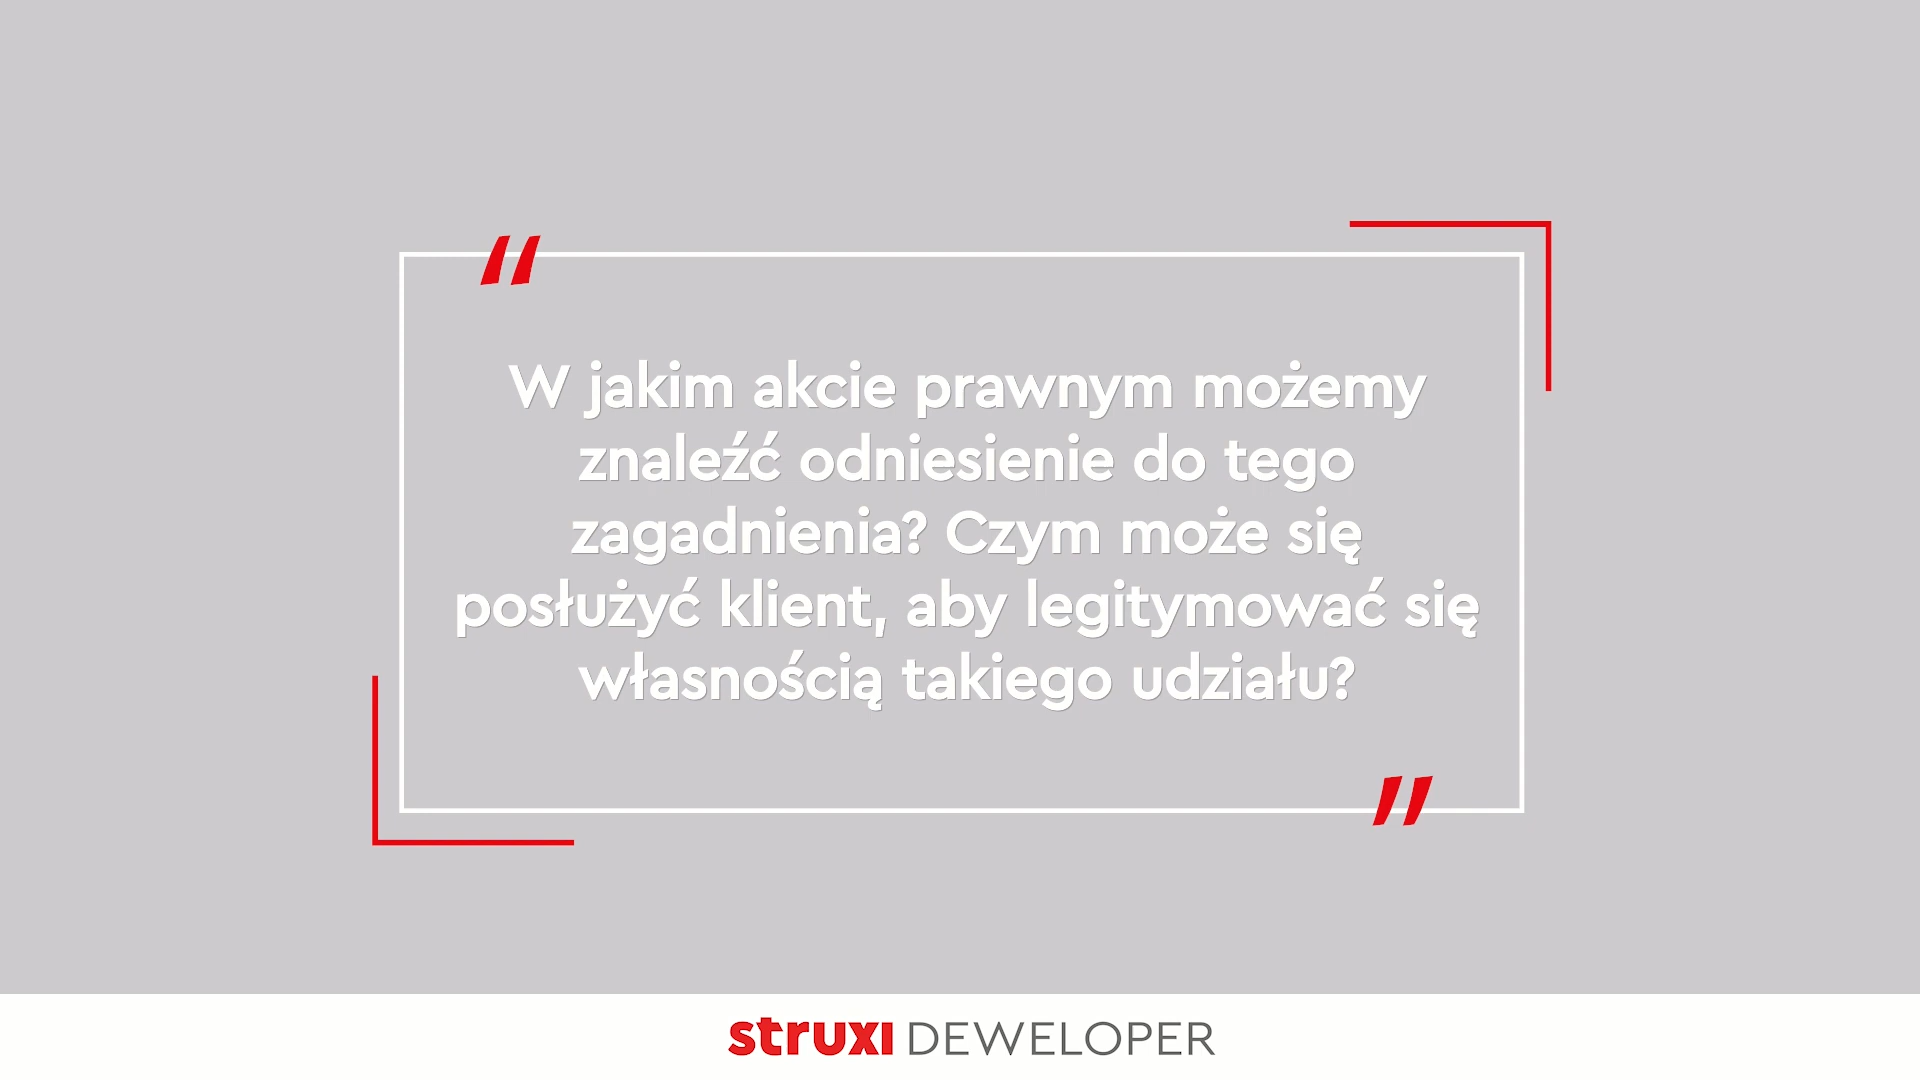 “
W jakim akcie prawnym możemy
znaleźć odniesienie do tego
zagadnienia? Czym może się
posłużyć klient, aby legitymować się
własnością takiego udziału?
”
struxi DEWELOPER